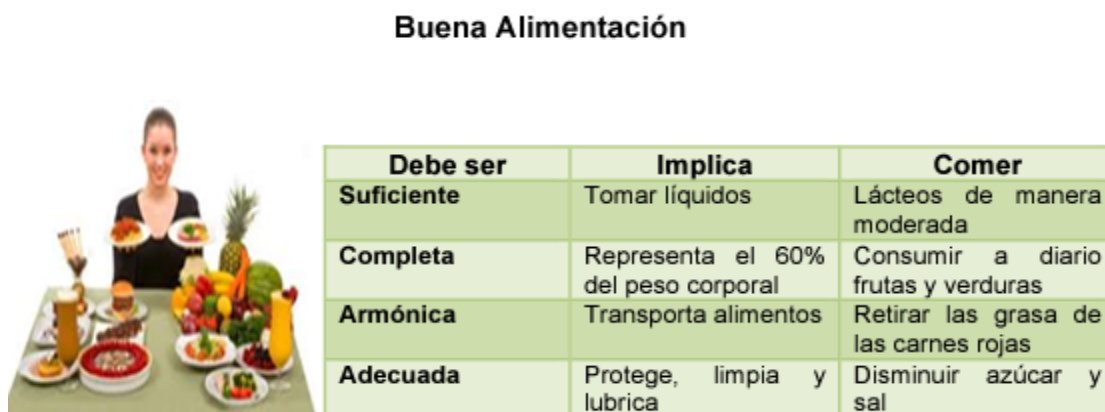 Buena Alimentación
Debe ser Implica Comer
Suficiente Tomar líquidos Lácteos de manera
moderada
Completa Representa el 60% Consumir a diario
del peso corporal frutas y verduras
Armónica Transporta alimentos Retirar las grasa de
las carnes rojas
Adecuada Protege, limpia y Disminuir azúcar y
lubrica sal